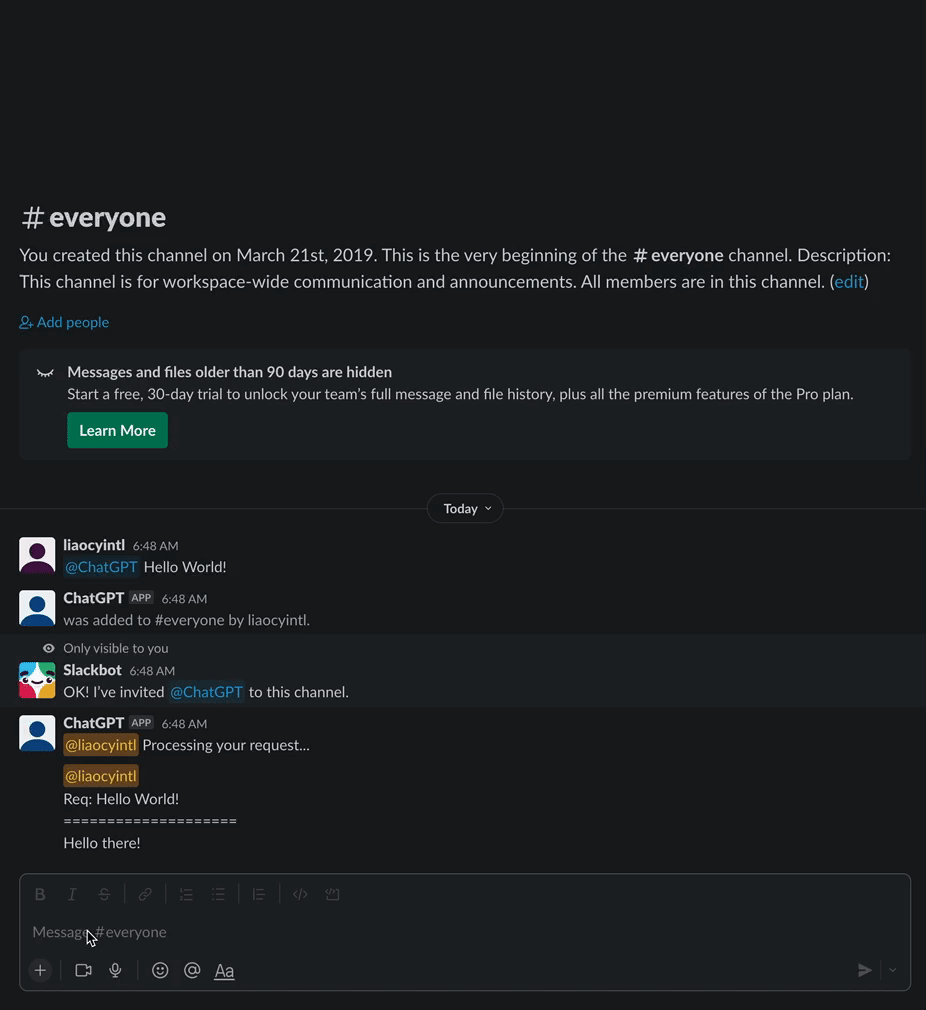 # everyone
You created this channel on March 21st, 2019. This is the very beginning of the # everyone channel. Description:
This channel is for workspace-wide communication and announcements. All members are in this channel. (edit)
Add people
Messages and files older than 90 days are hidden
Start a free, 30-day trial to unlock your team's full message and file history, plus all the premium features of the Pro plan.
Learn More
Today
liaocyintl 6:48 AM
@ChatGPT Hello World!
ChatGPT APP 6:48 AM
was added to #everyone by liaocyintl.
Only visible to you
Slackbot 6:48 AM
OK! I've invited @ChatGPT to this channel.
ChatGPT APP 6:48 AM
@liaocyintl Processing your request...
@liaocyintl
Req: Hello World!
====================
Hello there!
B I S
Message #everyone
@ Aa